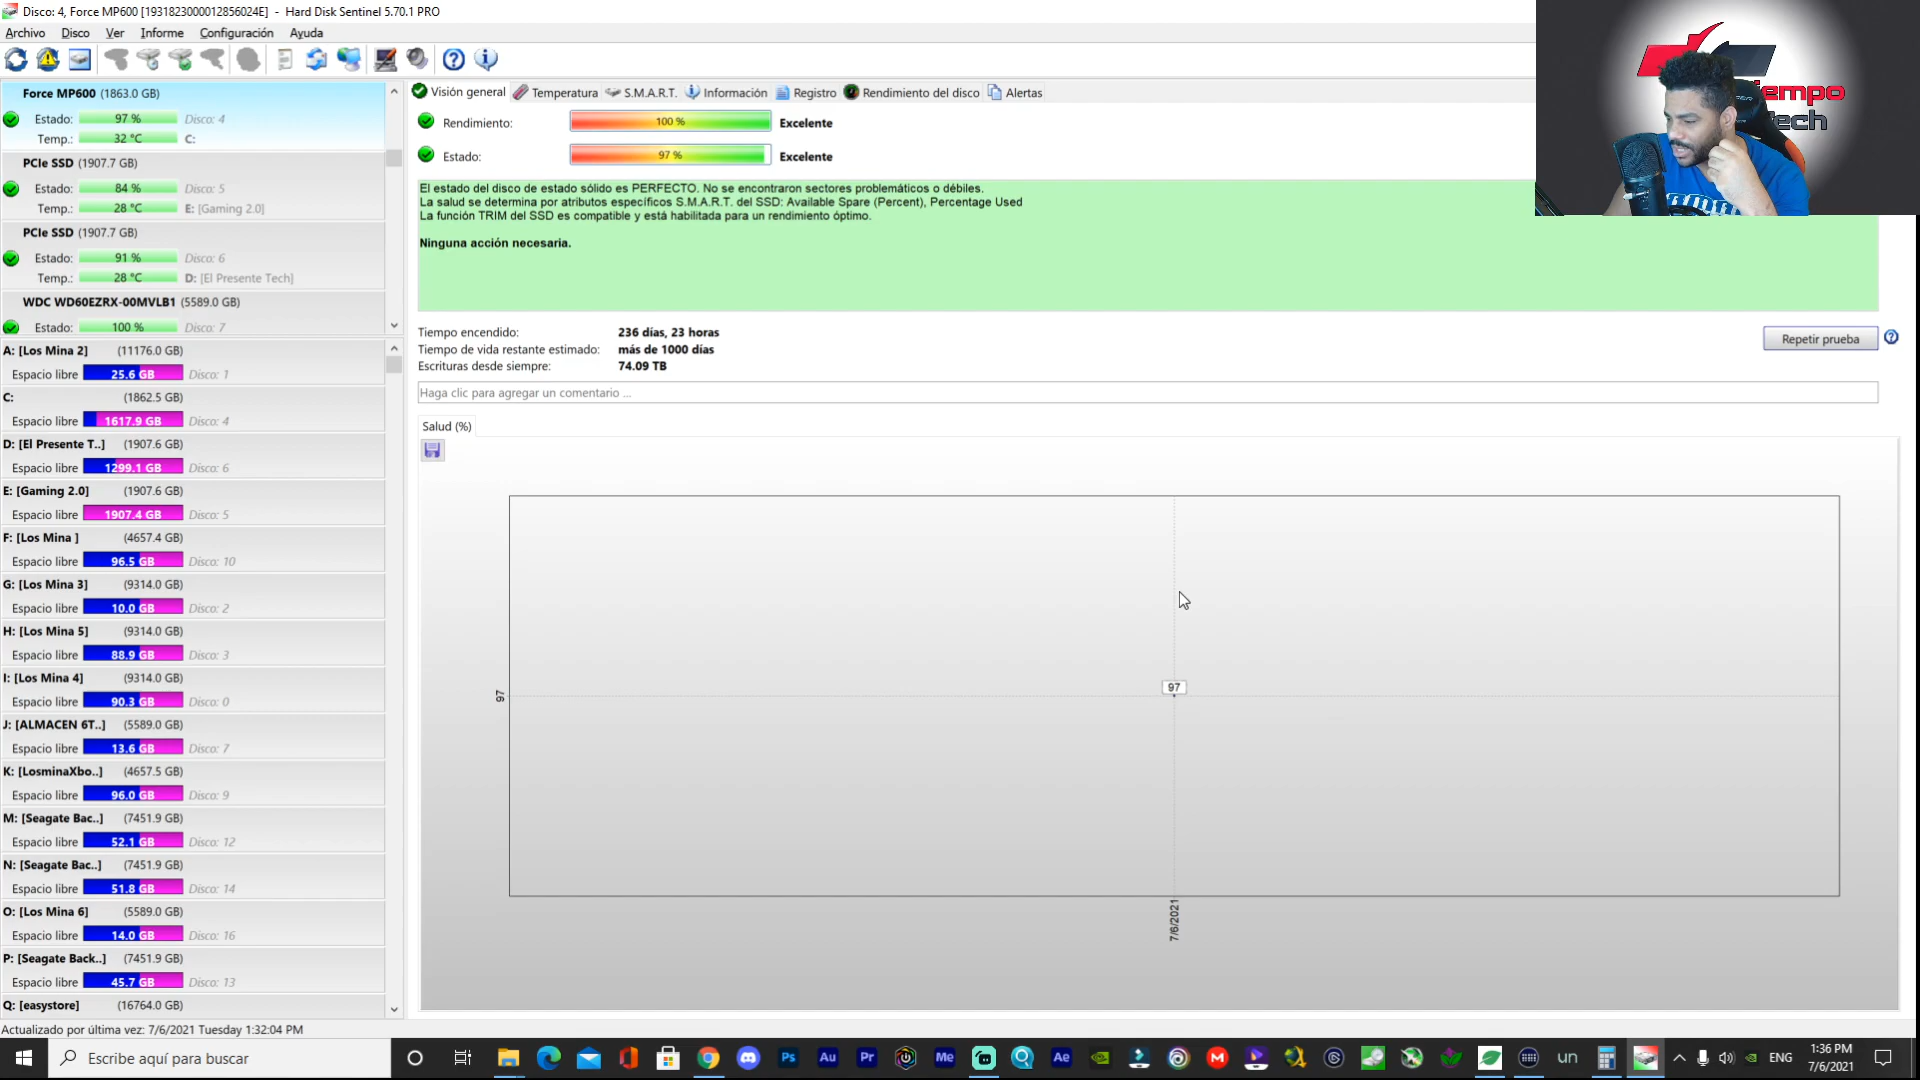 Disco: 4, Force MP600 [1931823000012856024E] - Hard Disk Sentinel 5.70.1 PRO
Archivo Disco Ver Informe Configuración Ayuda
Force MP600 (1863.0 GB)
Estado: 97 % Disco: 4
Temp.: 32 °C C:
PCIe SSD (1907.7 GB)
Estado: 84 % Disco: 5
Temp.: 28 °C E: [Gaming 2.0]
PCIe SSD (1907.7 GB)
Estado: 91 % Disco: 6
Temp.: 28 °C D: [El Presente Tech]
WDC WD60EZRX-00MVLB1 (5589.0 GB)
Estado: 100 % Disco: 7
A: [Los Mina 2] (11176.0 GB)
Espacio libre 25.6 GB Disco: 1
C: (1862.5 GB)
Espacio libre 1617.9 GB Disco: 4
D: [El Presente T..] (1907.6 GB)
Espacio libre 1299.1 GB Disco: 6
E: [Gaming 2.0] (1907.6 GB)
Espacio libre 1907.4 GB Disco: 5
F: [Los Mina ] (4657.4 GB)
Espacio libre 96.5 GB Disco: 10
G: [Los Mina 3] (9314.0 GB)
Espacio libre 10.0 GB Disco: 2
H: [Los Mina 5] (9314.0 GB)
Espacio libre 88.9 GB Disco: 3
I: [Los Mina 4] (9314.0 GB)
Espacio libre 90.3 GB Disco: 0
J: [ALMACEN 6T..] (5589.0 GB)
Espacio libre 13.6 GB Disco: 7
K: [LosminaXbo..] (4657.5 GB)
Espacio libre 96.0 GB Disco: 9
M: [Seagate Bac..] (7451.9 GB)
Espacio libre 52.1 GB Disco: 12
N: [Seagate Bac..] (7451.9 GB)
Espacio libre 51.8 GB Disco: 14
O: [Los Mina 6] (5589.0 GB)
Espacio libre 14.0 GB Disco: 16
P: [Seagate Back..] (7451.9 GB)
Espacio libre 45.7 GB Disco: 13
Q: [easystore] (16764.0 GB)
Visión general Temperatura S.M.A.R.T. Información Registro Rendimiento del disco Alertas
Rendimiento: 100 % Excelente
Estado: 97 % Excelente
El estado del disco de estado sólido es PERFECTO. No se encontraron sectores problemáticos o débiles.
La salud se determina por atributos específicos S.M.A.R.T. del SSD: Available Spare (Percent), Percentage Used
La función TRIM del SSD es compatible y está habilitada para un rendimiento óptimo.
Ninguna acción necesaria.
Tiempo encendido: 236 días, 23 horas
Tiempo de vida restante estimado: más de 1000 días
Escrituras desde siempre: 74.09 TB
Repetir prueba
Haga clic para agregar un comentario ...
Salud (%)
97
97
7/6/2021
Actualizado por última vez: 7/6/2021 Tuesday 1:32:04 PM
Escribe aquí para buscar
Ps Au Pr Me Ae un ENG
1:36 PM
7/6/2021